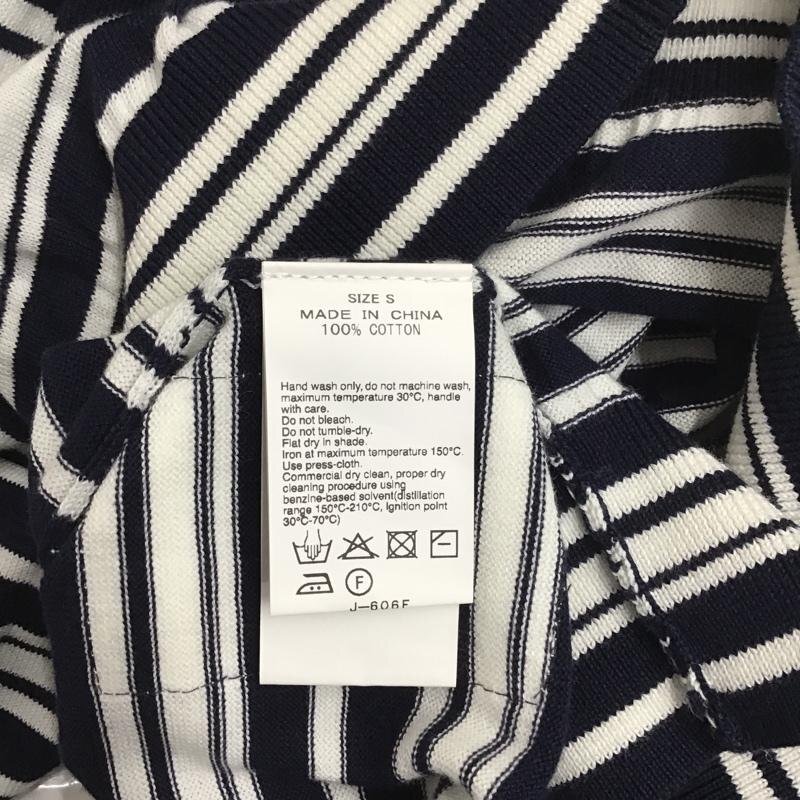 SIZE S
MADE IN CHINA
100% COTTON
Hand wash only, do not machine wash,
maximum temperature 30°C, handle
with care.
Do not bleach.
Do not tumble-dry.
Flat dry in shade.
Iron at maximum temperature 150°C.
Use press-cloth.
Commercial dry clean, proper dry
cleaning procedure using
benzine-based solvent(distillation
range 150°C-210°C, ignition point
30°C-70°C)
F
J-606F